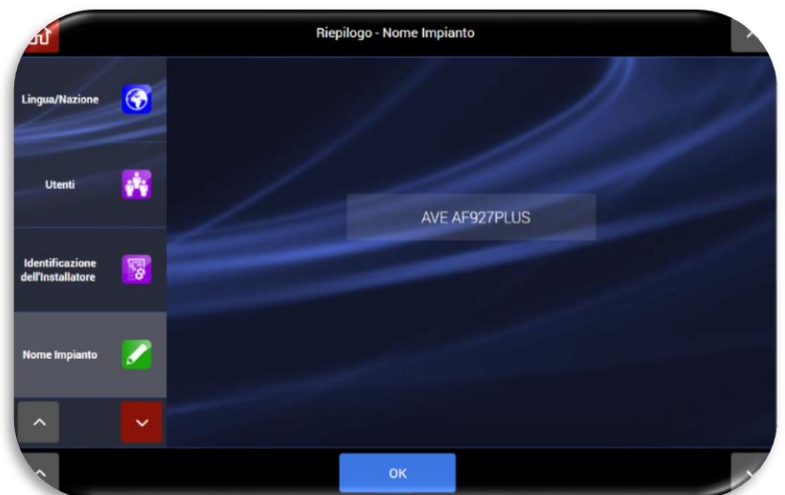 Riepilogo - Nome Impianto
Lingua/Nazione
Utenti
Identificazione
dell'Installatore
Nome Impianto
AVE AF927PLUS
OK